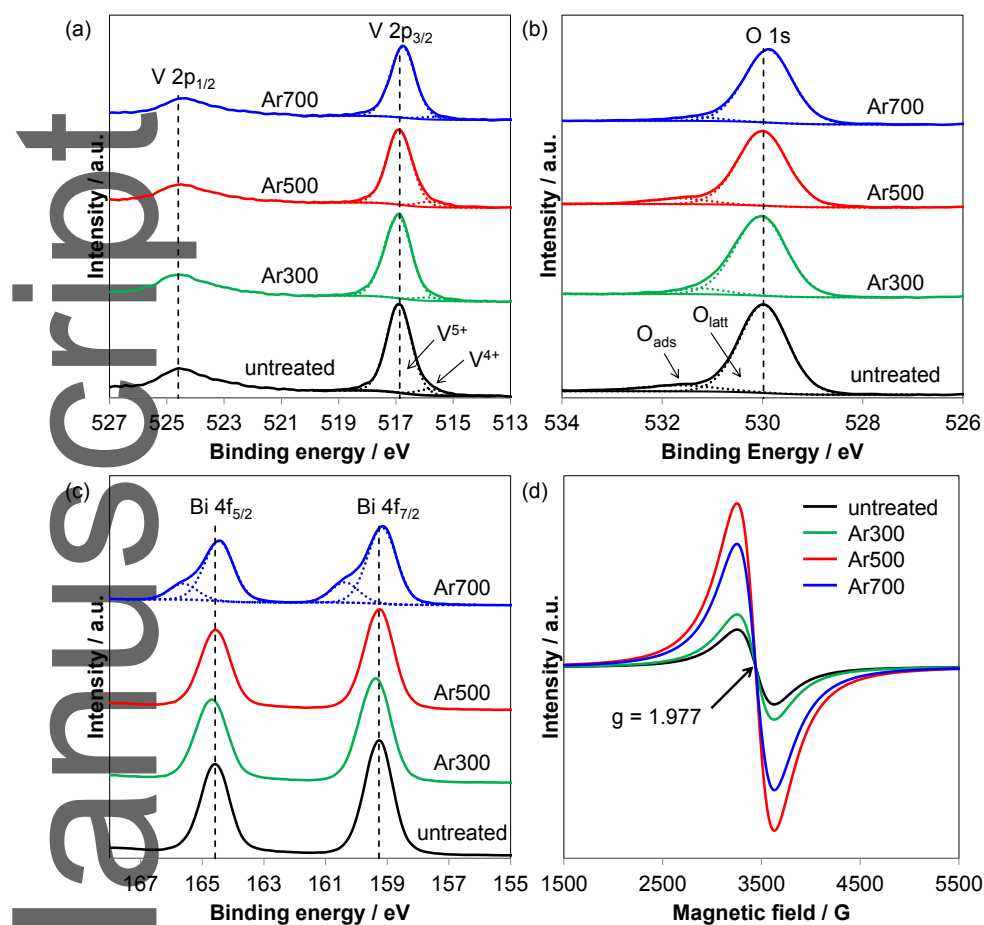 (a)
V 2p3/2
V 2p1/2
Ar700
Ar500
Ar300
untreated
V5+
V4+
Intensity / a.u.
527 525 523 521 519 517 515 513
Binding energy / eV
(b)
O 1s
Ar700
Ar500
Ar300
Oads
Olatt
untreated
Intensity / a.u.
534 532 530 528 526
Binding Energy / eV
(c)
Bi 4f5/2
Bi 4f7/2
Ar700
Ar500
Ar300
untreated
Intensity / a.u.
167 165 163 161 159 157 155
Binding energy / eV
(d)
untreated
Ar300
Ar500
Ar700
g = 1.977
Intensity / a.u.
1500 2500 3500 4500 5500
Magnetic field / G
anuscript